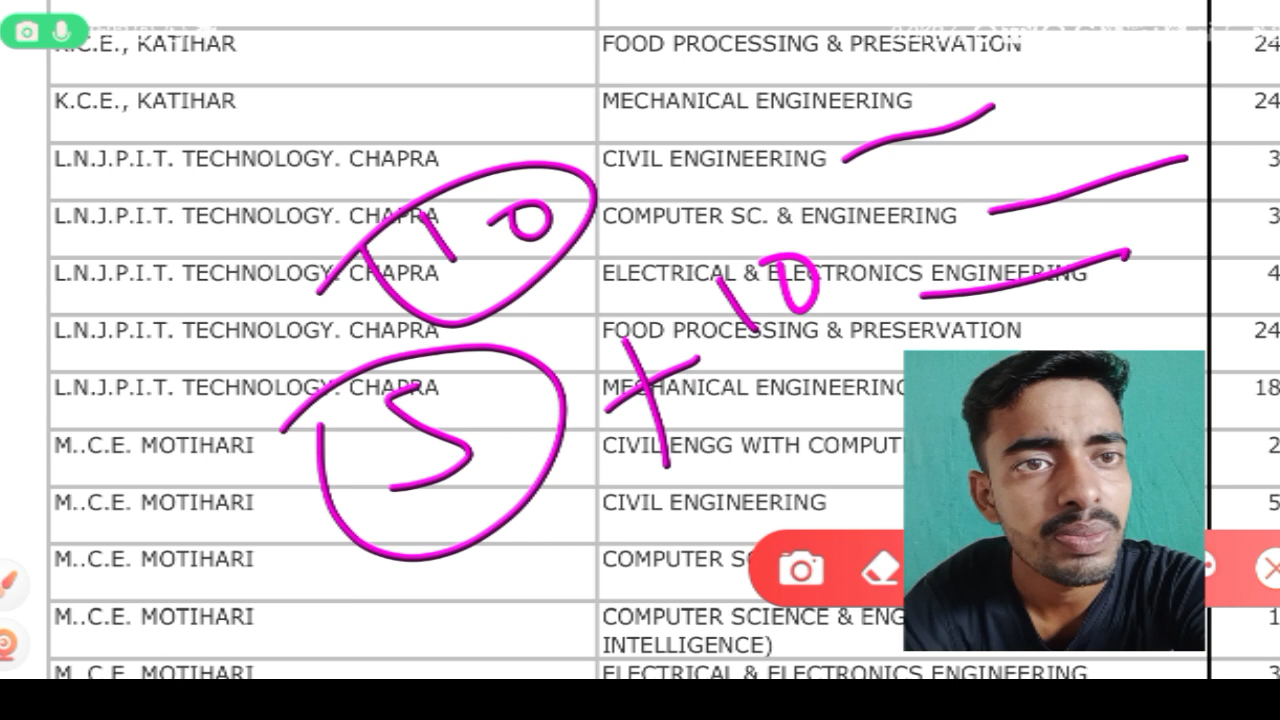 K.C.E., KATIHAR FOOD PROCESSING & PRESERVATION 24
K.C.E., KATIHAR MECHANICAL ENGINEERING 24
L.N.J.P.I.T. TECHNOLOGY. CHAPRA CIVIL ENGINEERING 3
L.N.J.P.I.T. TECHNOLOGY. CHAPRA COMPUTER SC. & ENGINEERING 3
10
L.N.J.P.I.T. TECHNOLOGY. CHAPRA ELECTRICAL & ELECTRONICS ENGINEERING 4
10
L.N.J.P.I.T. TECHNOLOGY. CHAPRA FOOD PROCESSING & PRESERVATION 24
L.N.J.P.I.T. TECHNOLOGY. CHAPRA MECHANICAL ENGINEERING 18
5 +
M..C.E. MOTIHARI CIVIL ENGG WITH COMPUT 2
M..C.E. MOTIHARI CIVIL ENGINEERING 5
M..C.E. MOTIHARI COMPUTER SC
M..C.E. MOTIHARI COMPUTER SCIENCE & ENG 1
INTELLIGENCE)
M..C.E. MOTIHARI ELECTRICAL & ELECTRONICS ENGINEERING 3